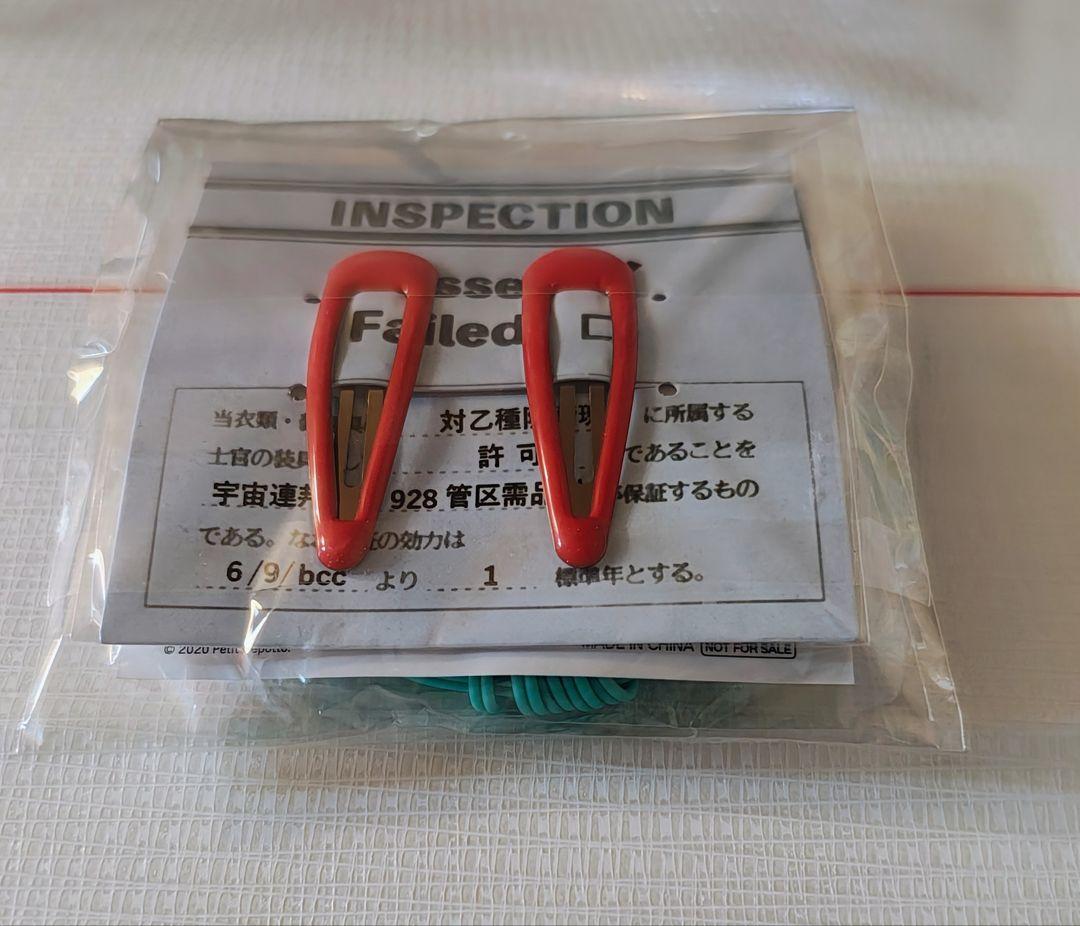 INSPECTION
sse
Failed
当衣類・ 対乙種 に所属する
士官の装 許可 であることを
宇宙連邦 928 管区需品 保証するもの
である。な の効力は
6/9/bcc より 1 標準年とする。
© 2020 Petit Depotto. MADE IN CHINA NOT FOR SALE